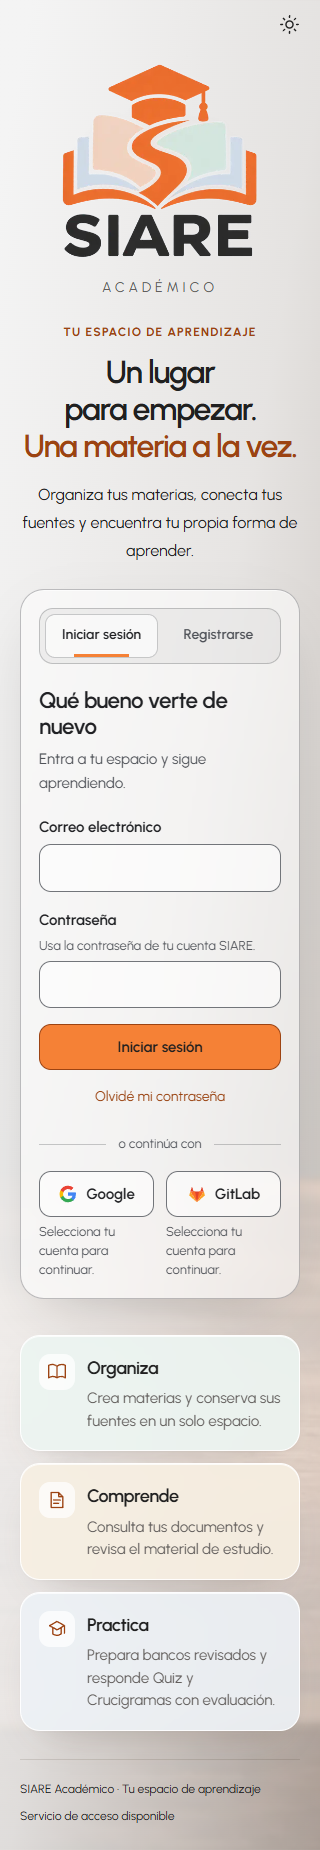 SIARE
ACADÉMICO
TU ESPACIO DE APRENDIZAJE
Un lugar
para empezar.
Una materia a la vez.
Organiza tus materias, conecta tus
fuentes y encuentra tu propia forma de
aprender.
Iniciar sesión
Registrarse
Qué bueno verte de
nuevo
Entra a tu espacio y sigue
aprendiendo.
Correo electrónico
Contraseña
Usa la contraseña de tu cuenta SIARE.
Iniciar sesión
Olvidé mi contraseña
o continúa con
Google
GitLab
Selecciona tu
cuenta para
continuar.
Selecciona tu
cuenta para
continuar.
Organiza
Crea materias y conserva sus
fuentes en un solo espacio.
Comprende
Consulta tus documentos y
revisa el material de estudio.
Practica
Prepara bancos revisados y
responde Quiz y
Crucigramas con evaluación.
SIARE Académico · Tu espacio de aprendizaje
Servicio de acceso disponible